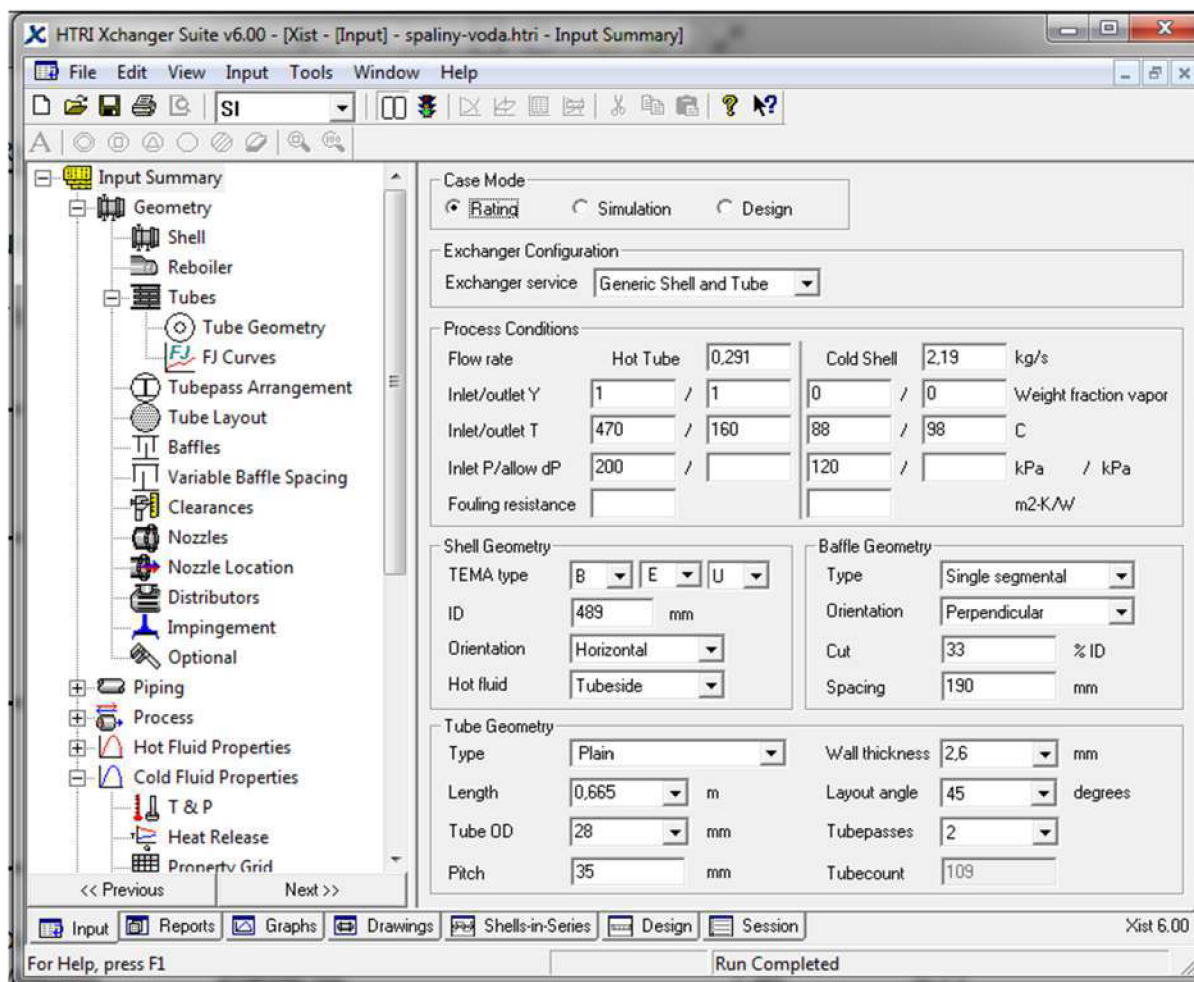 HTRI Xchanger Suite v6.00 - [Xist - [Input] - spaliny-voda.htri - Input Summary]
File Edit View Input Tools Window Help
SI
Input Summary
Geometry
Shell
Reboiler
Tubes
Tube Geometry
FJ Curves
Tubepass Arrangement
Tube Layout
Baffles
Variable Baffle Spacing
Clearances
Nozzles
Nozzle Location
Distributors
Impingement
Optional
Piping
Process
Hot Fluid Properties
Cold Fluid Properties
T & P
Heat Release
Property Grid
<< Previous Next >>
Case Mode
Rating Simulation Design
Exchanger Configuration
Exchanger service Generic Shell and Tube
Process Conditions
Flow rate Hot Tube 0,291 Cold Shell 2,19 kg/s
Inlet/outlet Y 1 / 1 0 / 0 Weight fraction vapor
Inlet/outlet T 470 / 160 88 / 98 C
Inlet P/allow dP 200 / 120 / kPa / kPa
Fouling resistance m2-K/W
Shell Geometry
TEMA type B E U
ID 489 mm
Orientation Horizontal
Hot fluid Tubeside
Baffle Geometry
Type Single segmental
Orientation Perpendicular
Cut 33 % ID
Spacing 190 mm
Tube Geometry
Type Plain Wall thickness 2,6 mm
Length 0,665 m Layout angle 45 degrees
Tube OD 28 mm Tubepasses 2
Pitch 35 mm Tubecount 109
Input Reports Graphs Drawings Shells-in-Series Design Session Xist 6.00
For Help, press F1 Run Completed